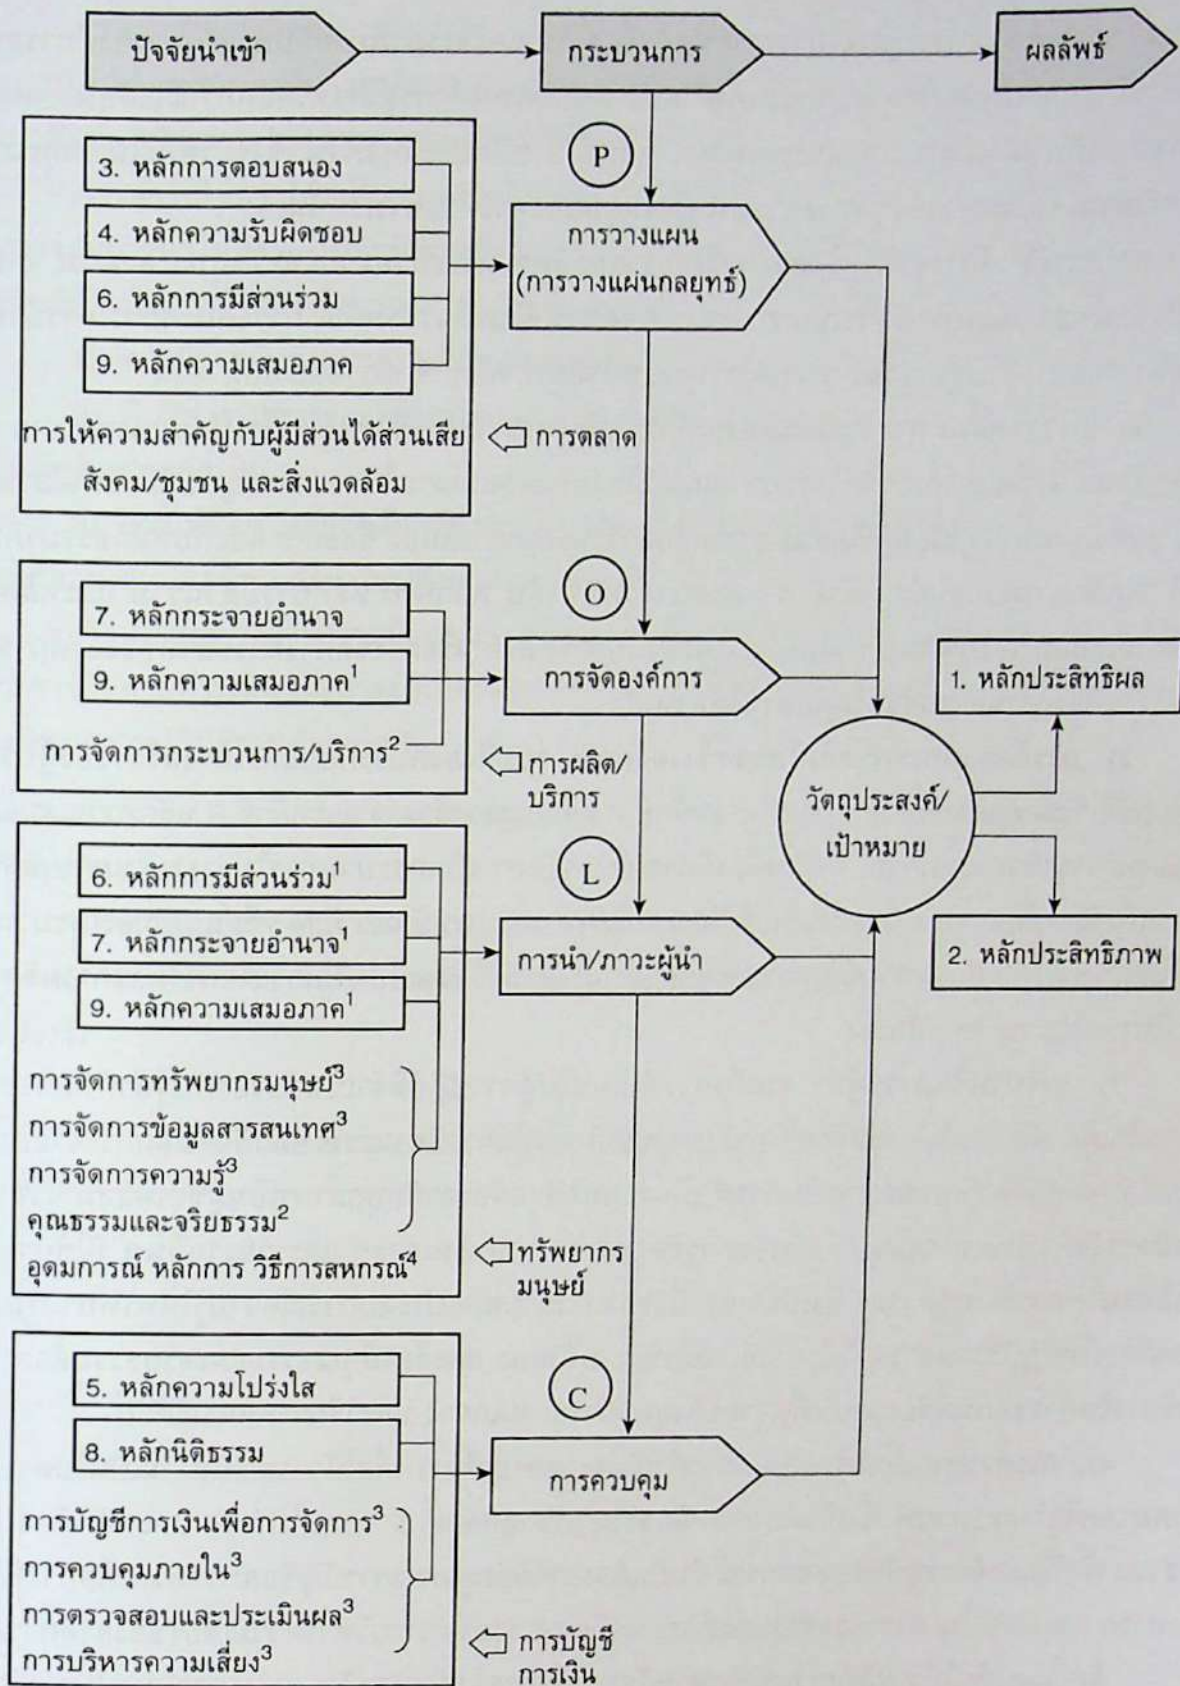 ปัจจัยนำเข้า
กระบวนการ
ผลลัพธ์
P
3. หลักการตอบสนอง
4. หลักความรับผิดชอบ
6. หลักการมีส่วนร่วม
9. หลักความเสมอภาค
การให้ความสำคัญกับผู้มีส่วนได้ส่วนเสีย
สังคม/ชุมชน และสิ่งแวดล้อม
การตลาด
การวางแผน
(การวางแผ่นกลยุทธ์)
O
7. หลักกระจายอำนาจ
9. หลักความเสมอภาค¹
การจัดการกระบวนการ/บริการ²
การผลิต/
บริการ
การจัดองค์การ
L
6. หลักการมีส่วนร่วม¹
7. หลักกระจายอำนาจ¹
9. หลักความเสมอภาค¹
การจัดการทรัพยากรมนุษย์³
การจัดการข้อมูลสารสนเทศ³
การจัดการความรู้³
คุณธรรมและจริยธรรม²
อุดมการณ์ หลักการ วิธีการสหกรณ์⁴
ทรัพยากร
มนุษย์
การนำ/ภาวะผู้นำ
C
5. หลักความโปร่งใส
8. หลักนิติธรรม
การบัญชีการเงินเพื่อการจัดการ³
การควบคุมภายใน³
การตรวจสอบและประเมินผล³
การบริหารความเสี่ยง³
การบัญชี
การเงิน
การควบคุม
วัตถุประสงค์/
เป้าหมาย
1. หลักประสิทธิผล
2. หลักประสิทธิภาพ